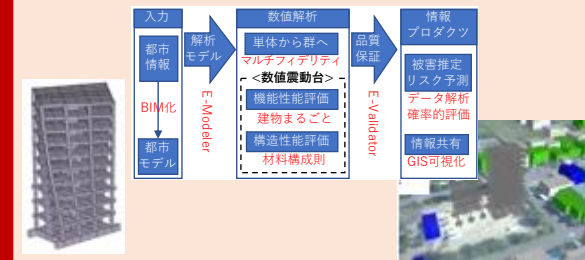 入力
都市
情報
BIM化
都市
モデル
解析
モデル
E-Modeler
数値解析
単体から群へ
マルチフィデリティ
<数値震動台>
機能性能評価
建物まるごと
構造性能評価
材料構成則
品質
保証
E-Validator
情報
プロダクツ
被害推定
リスク予測
データ解析
確率的評価
情報共有
GIS可視化